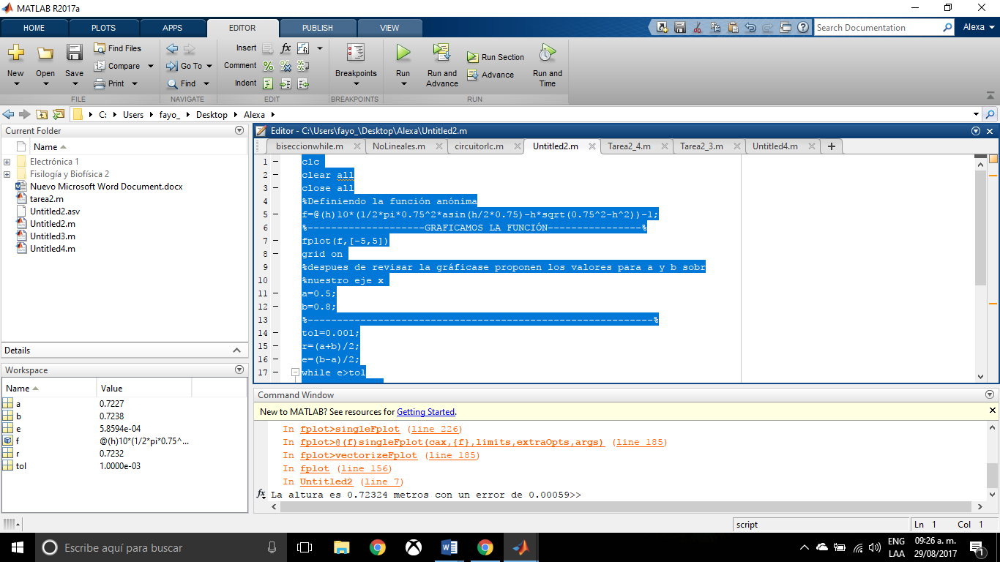 MATLAB R2017a
HOME PLOTS APPS EDITOR PUBLISH VIEW Search Documentation Alexa
New Open Save Find Files Compare Print Go To Find Insert fx Comment Indent Breakpoints Run Run and Advance Run Section Advance Run and Time
FILE NAVIGATE EDIT BREAKPOINTS RUN
C: Users fayo_ Desktop Alexa
Current Folder
Name
Electrónica 1
Fisilogía y Biofísica 2
Nuevo Microsoft Word Document.docx
tarea2.m
Untitled2.asv
Untitled2.m
Untitled3.m
Untitled4.m
Details
Workspace
Name Value
a 0.7227
b 0.7238
e 5.8594e-04
f @(h)10*(1/2*pi*0.75^...
r 0.7232
tol 1.0000e-03
Editor - C:\Users\fayo_\Desktop\Alexa\Untitled2.m
biseccionwhile.m NoLineales.m circuitorlc.m Untitled2.m Tarea2_4.m Tarea2_3.m Untitled4.m
1 clc
2 clear all
3 close all
4 %Definiendo la función anónima
5 f=@(h)10*(1/2*pi*0.75^2*asin(h/2*0.75)-h*sqrt(0.75^2-h^2))-1;
6 %--------------------GRAFICAMOS LA FUNCIÓN----------------%
7 fplot(f,[-5,5])
8 grid on
9 %despues de revisar la gráficase proponen los valores para a y b sobr
10 %nuestro eje x
11 a=0.5;
12 b=0.8;
13 %-----------------------------------------------------------%
14 tol=0.001;
15 r=(a+b)/2;
16 e=(b-a)/2;
17 while e>tol
Command Window
New to MATLAB? See resources for Getting Started.
In fplot>singleFplot (line 226)
In fplot>@(f)singleFplot(cax,{f},limits,extraOpts,args) (line 185)
In fplot>vectorizeFplot (line 185)
In fplot (line 156)
In Untitled2 (line 7)
fx La altura es 0.72324 metros con un error de 0.00059>>
script Ln 1 Col 1
Escribe aquí para buscar
ENG 09:26 a. m.
LAA 29/08/2017 1